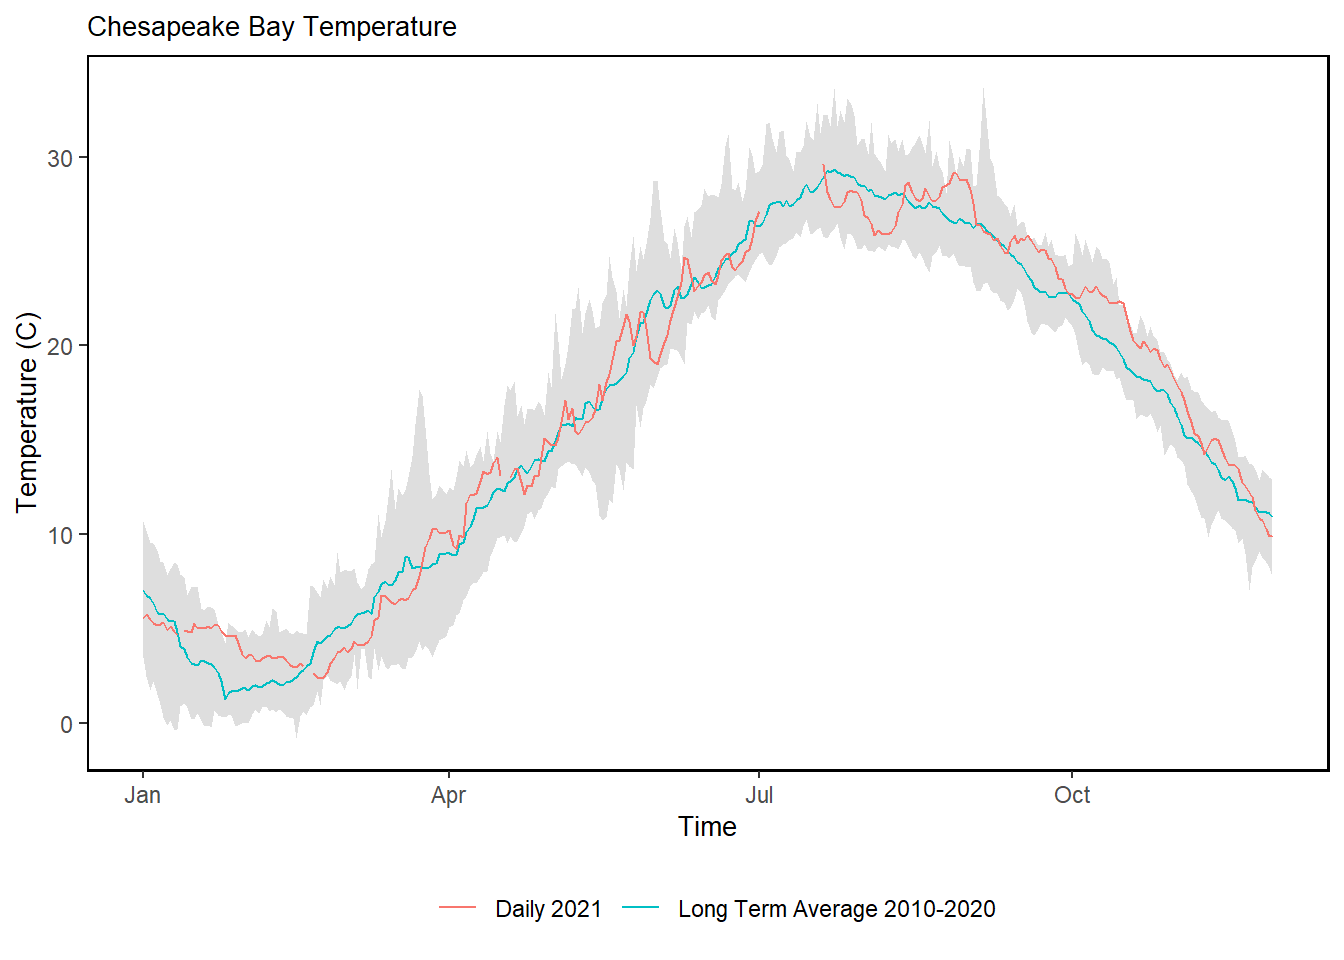 Chesapeake Bay Temperature
Temperature (C)
30
20
10
0
Jan Apr Jul Oct
Time
Daily 2021 Long Term Average 2010-2020